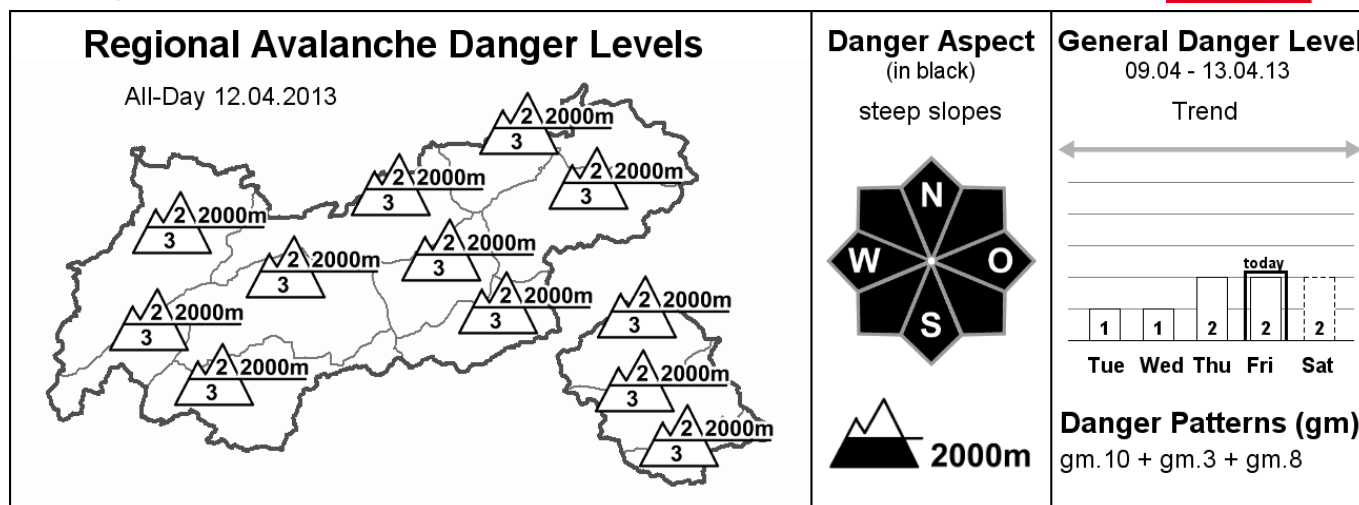 Regional Avalanche Danger Levels
All-Day 12.04.2013
2 2000m
3
2 2000m
3
2 2000m
3
2 2000m
3
2 2000m
3
2 2000m
3
2 2000m
3
2 2000m
3
2 2000m
3
2 2000m
3
2 2000m
3
2 2000m
3
Danger Aspect
(in black)
steep slopes
N
W O
S
2000m
General Danger Level
09.04 - 13.04.13
Trend
today
1 1 2 2 2
Tue Wed Thu Fri Sat
Danger Patterns (gm)
gm.10 + gm.3 + gm.8